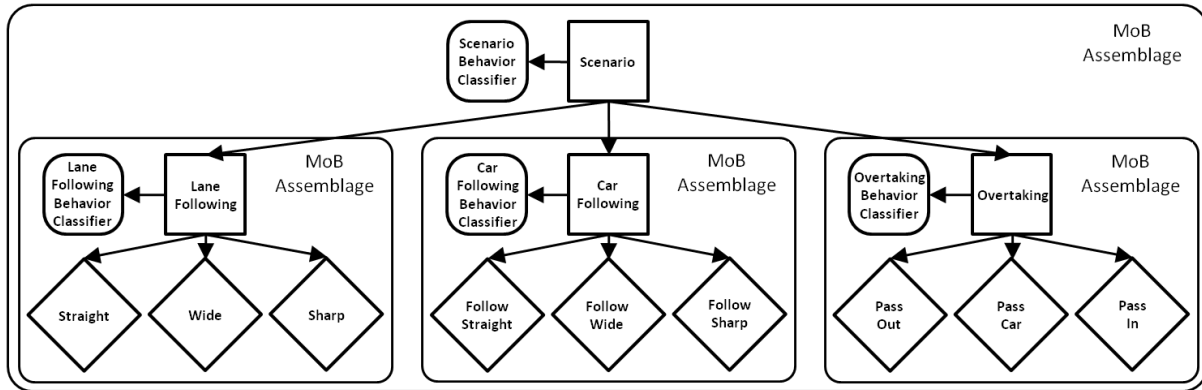 MoB
Assemblage
Scenario
Behavior
Classifier
Scenario
MoB
Assemblage
Lane
Following
Behavior
Classifier
Lane
Following
Straight
Wide
Sharp
MoB
Assemblage
Car
Following
Behavior
Classifier
Car
Following
Follow
Straight
Follow
Wide
Follow
Sharp
MoB
Assemblage
Overtaking
Behavior
Classifier
Overtaking
Pass
Out
Pass
Car
Pass
In